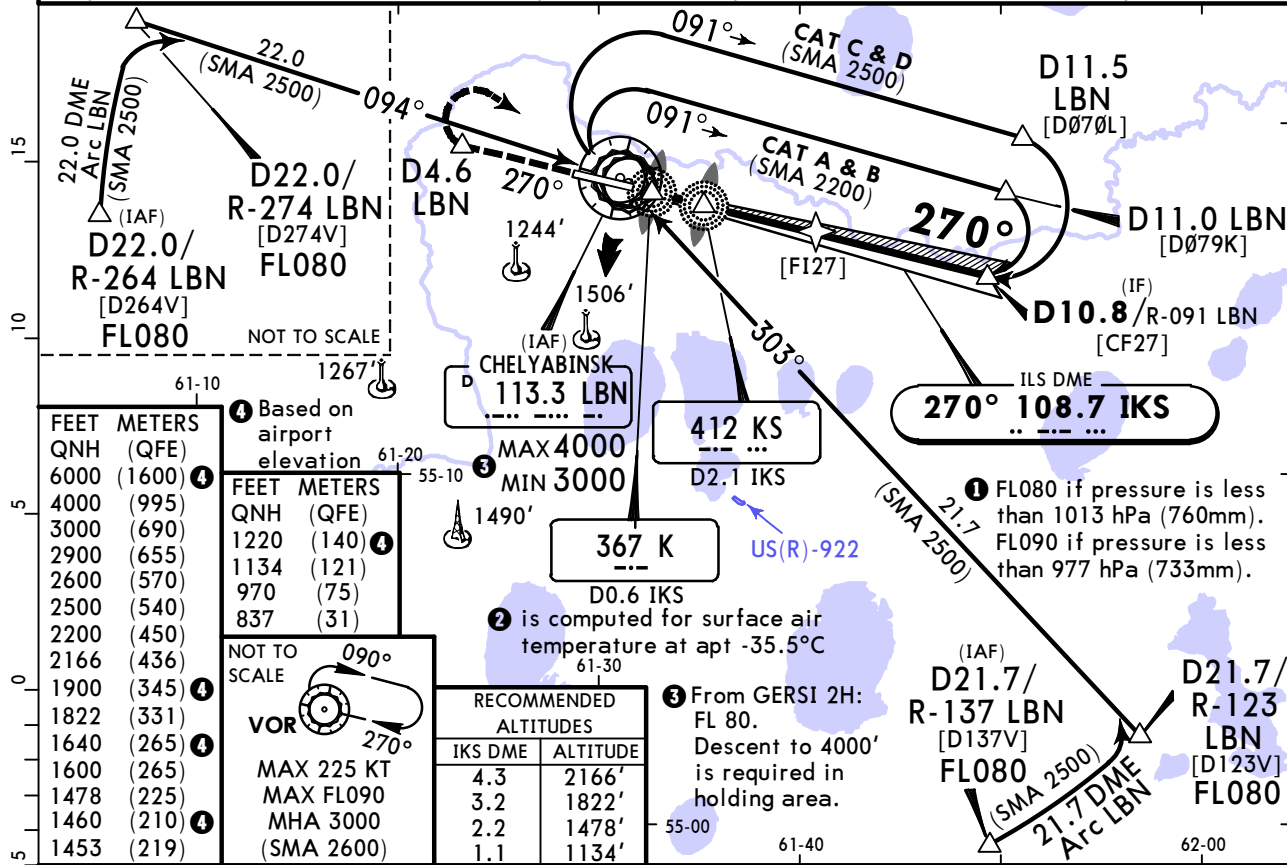 22.0
(SMA 2500)
094°
22.0 DME
Arc LBN
(SMA 2500)
(IAF)
D22.0/
R-264 LBN
[D264V]
FL080
D22.0/
R-274 LBN
[D274V]
FL080
NOT TO SCALE
D4.6
LBN
270°
091°
CAT C & D
(SMA 2500)
091°
CAT A & B
(SMA 2200)
D11.5
LBN
[DØ7ØL]
270°
D11.0 LBN
[DØ79K]
[FI27]
(IF)
D10.8/R-091 LBN
[CF27]
1244'
1506'
1267'
1490'
(IAF)
CHELYABINSK
D 113.3 LBN
❸ MAX 4000
MIN 3000
412 KS
D2.1 IKS
367 K
D0.6 IKS
ILS DME
270° 108.7 IKS
303°
21.7
(SMA 2500)
US(R)-922
❶ FL080 if pressure is less
than 1013 hPa (760mm).
FL090 if pressure is less
than 977 hPa (733mm).
❷ is computed for surface air
temperature at apt -35.5°C
❸ From GERSI 2H:
FL 80.
Descent to 4000'
is required in
holding area.
(IAF)
D21.7/
R-137 LBN
[D137V]
FL080
D21.7/
R-123
LBN
[D123V]
FL080
(SMA 2500)
21.7 DME
Arc LBN
15
10
5
0
5
61-10
61-20
55-10
61-30
55-00
61-40
62-00
❹ Based on
airport
elevation
FEET METERS
QNH (QFE)
6000 (1600) ❹
4000 (995)
3000 (690)
2900 (655)
2600 (570)
2500 (540)
2200 (450)
2166 (436)
1900 (345) ❹
1822 (331)
1640 (265) ❹
1600 (265)
1478 (225)
1460 (210) ❹
1453 (219)
FEET METERS
QNH (QFE)
1220 (140) ❹
1134 (121)
970 (75)
837 (31)
NOT TO
SCALE
090°
VOR
270°
MAX 225 KT
MAX FL090
MHA 3000
(SMA 2600)
RECOMMENDED
ALTITUDES
IKS DME ALTITUDE
4.3 2166'
3.2 1822'
2.2 1478'
1.1 1134'